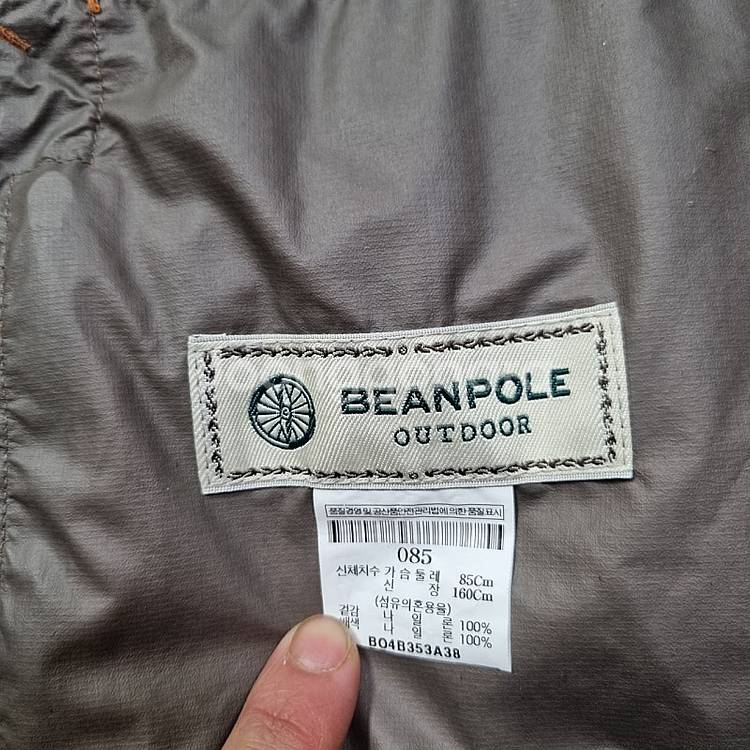 BEANPOLE
OUTDOOR
품질경영 및 공산품안전관리법에 의한 품질표시
085
신체치수 가슴둘레 85Cm
신 장 160Cm
(섬유의혼용율)
겉감 나 일 론 100%
배색 나 일 론 100%
BO4B353A38